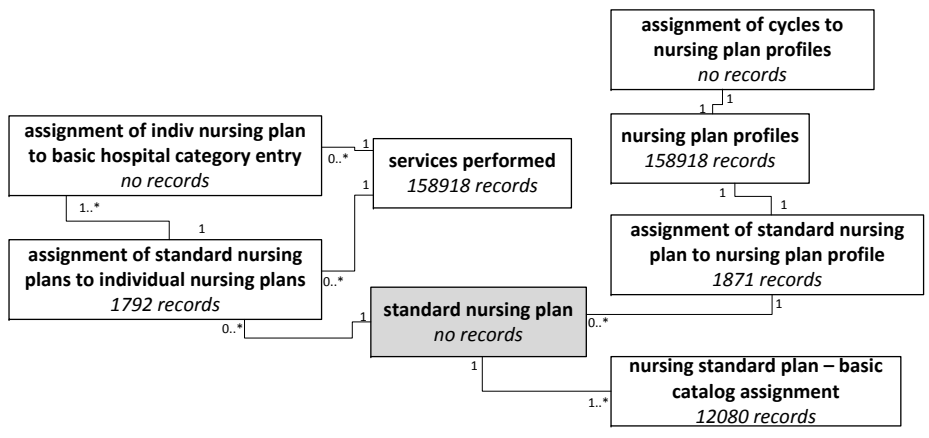 assignment of cycles to
nursing plan profiles
no records
1
1
assignment of indiv nursing plan
to basic hospital category entry
no records
1
0..*
services performed
158918 records
nursing plan profiles
158918 records
1..*
1
1
1
1
assignment of standard nursing
plans to individual nursing plans
1792 records
0..*
assignment of standard nursing
plan to nursing plan profile
1871 records
0..*
1
standard nursing plan
no records
0..*
1
1
1..*
nursing standard plan – basic
catalog assignment
12080 records